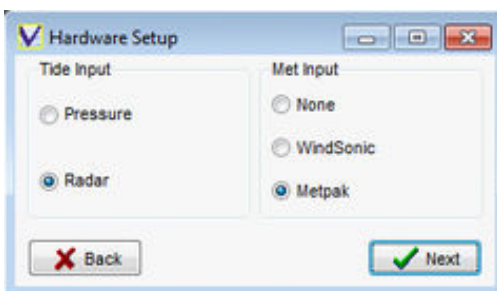 Hardware Setup
Tide Input
Pressure
Radar
Met Input
None
WindSonic
Metpak
Back
Next